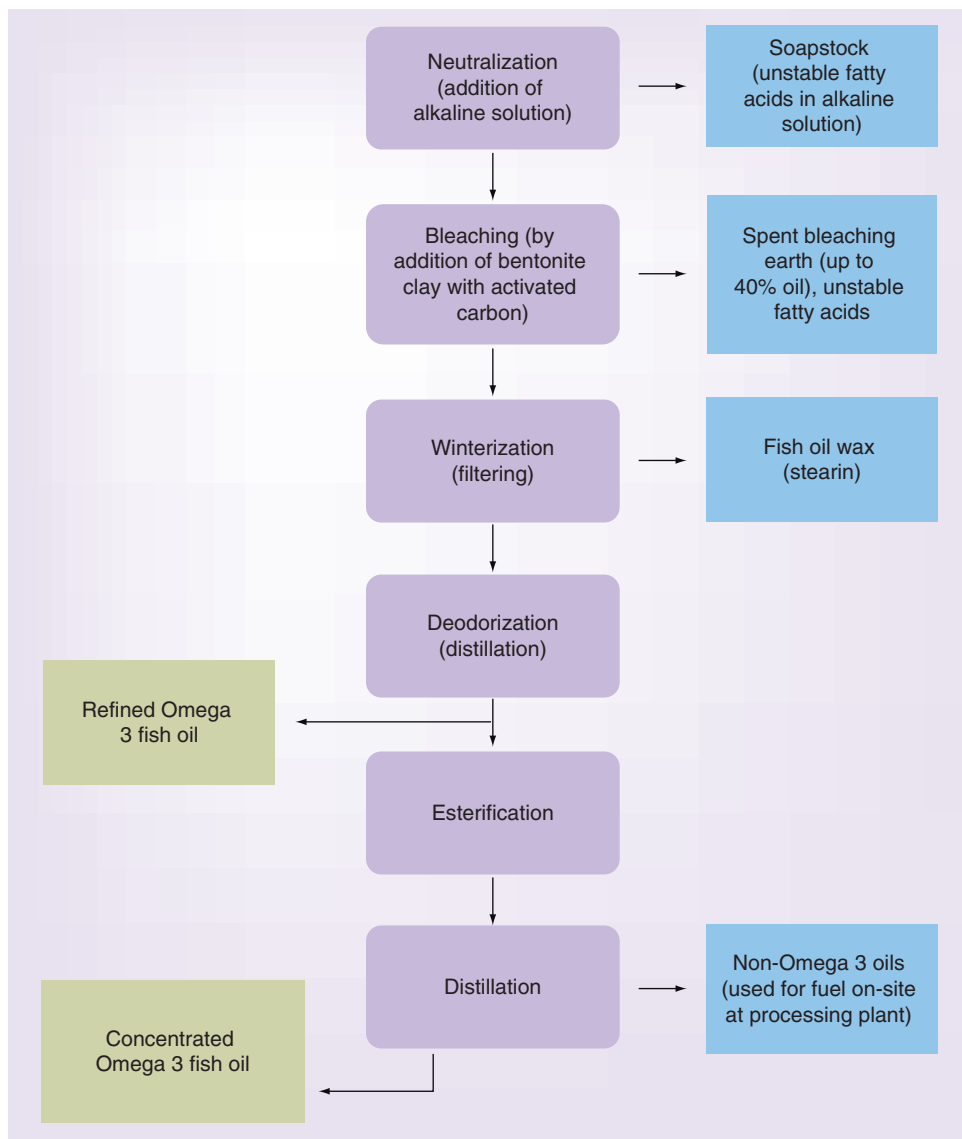 Neutralization
(addition of
alkaline solution)
Soapstock
(unstable fatty
acids in alkaline
solution)
Bleaching (by
addition of bentonite
clay with activated
carbon)
Spent bleaching
earth (up to
40% oil), unstable
fatty acids
Winterization
(filtering)
Fish oil wax
(stearin)
Deodorization
(distillation)
Refined Omega
3 fish oil
Esterification
Distillation
Non-Omega 3 oils
(used for fuel on-site
at processing plant)
Concentrated
Omega 3 fish oil